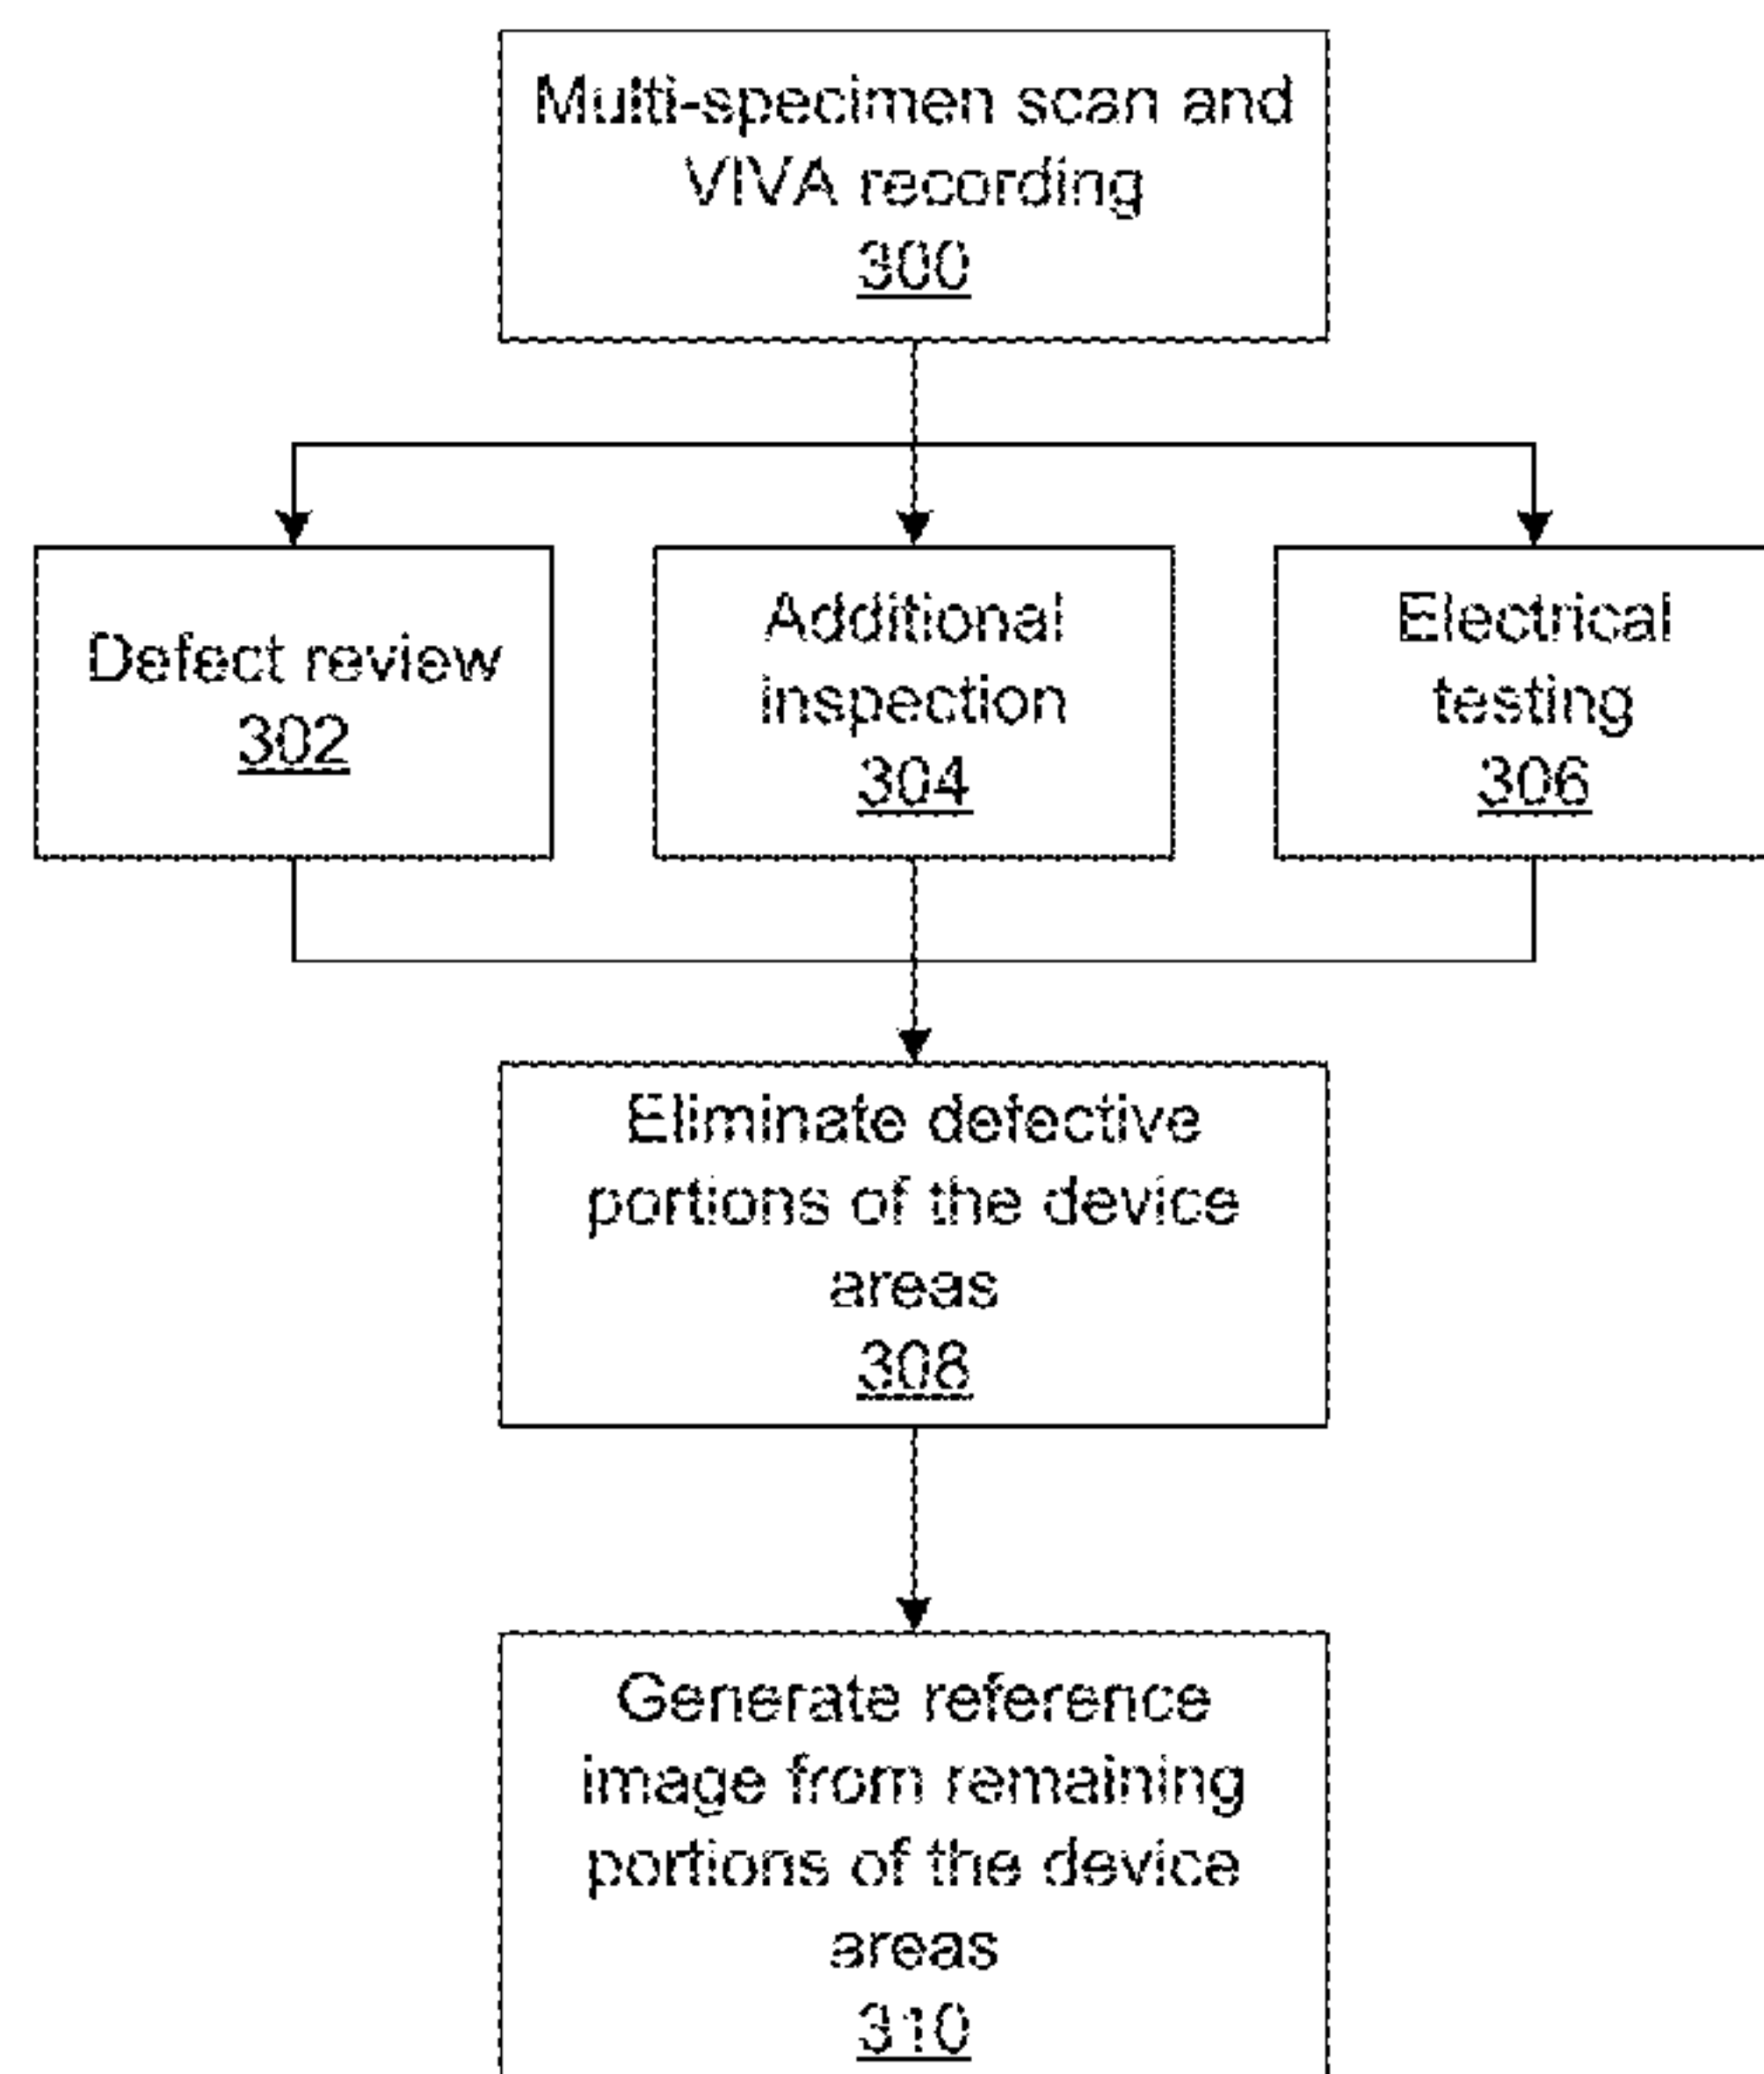 Multi-specimen scan and
VIVA recording
300
Defect review
302
Additional
inspection
304
Electrical
testing
306
Eliminate defective
portions of the device
areas
308
Generate reference
image from remaining
portions of the device
areas
310